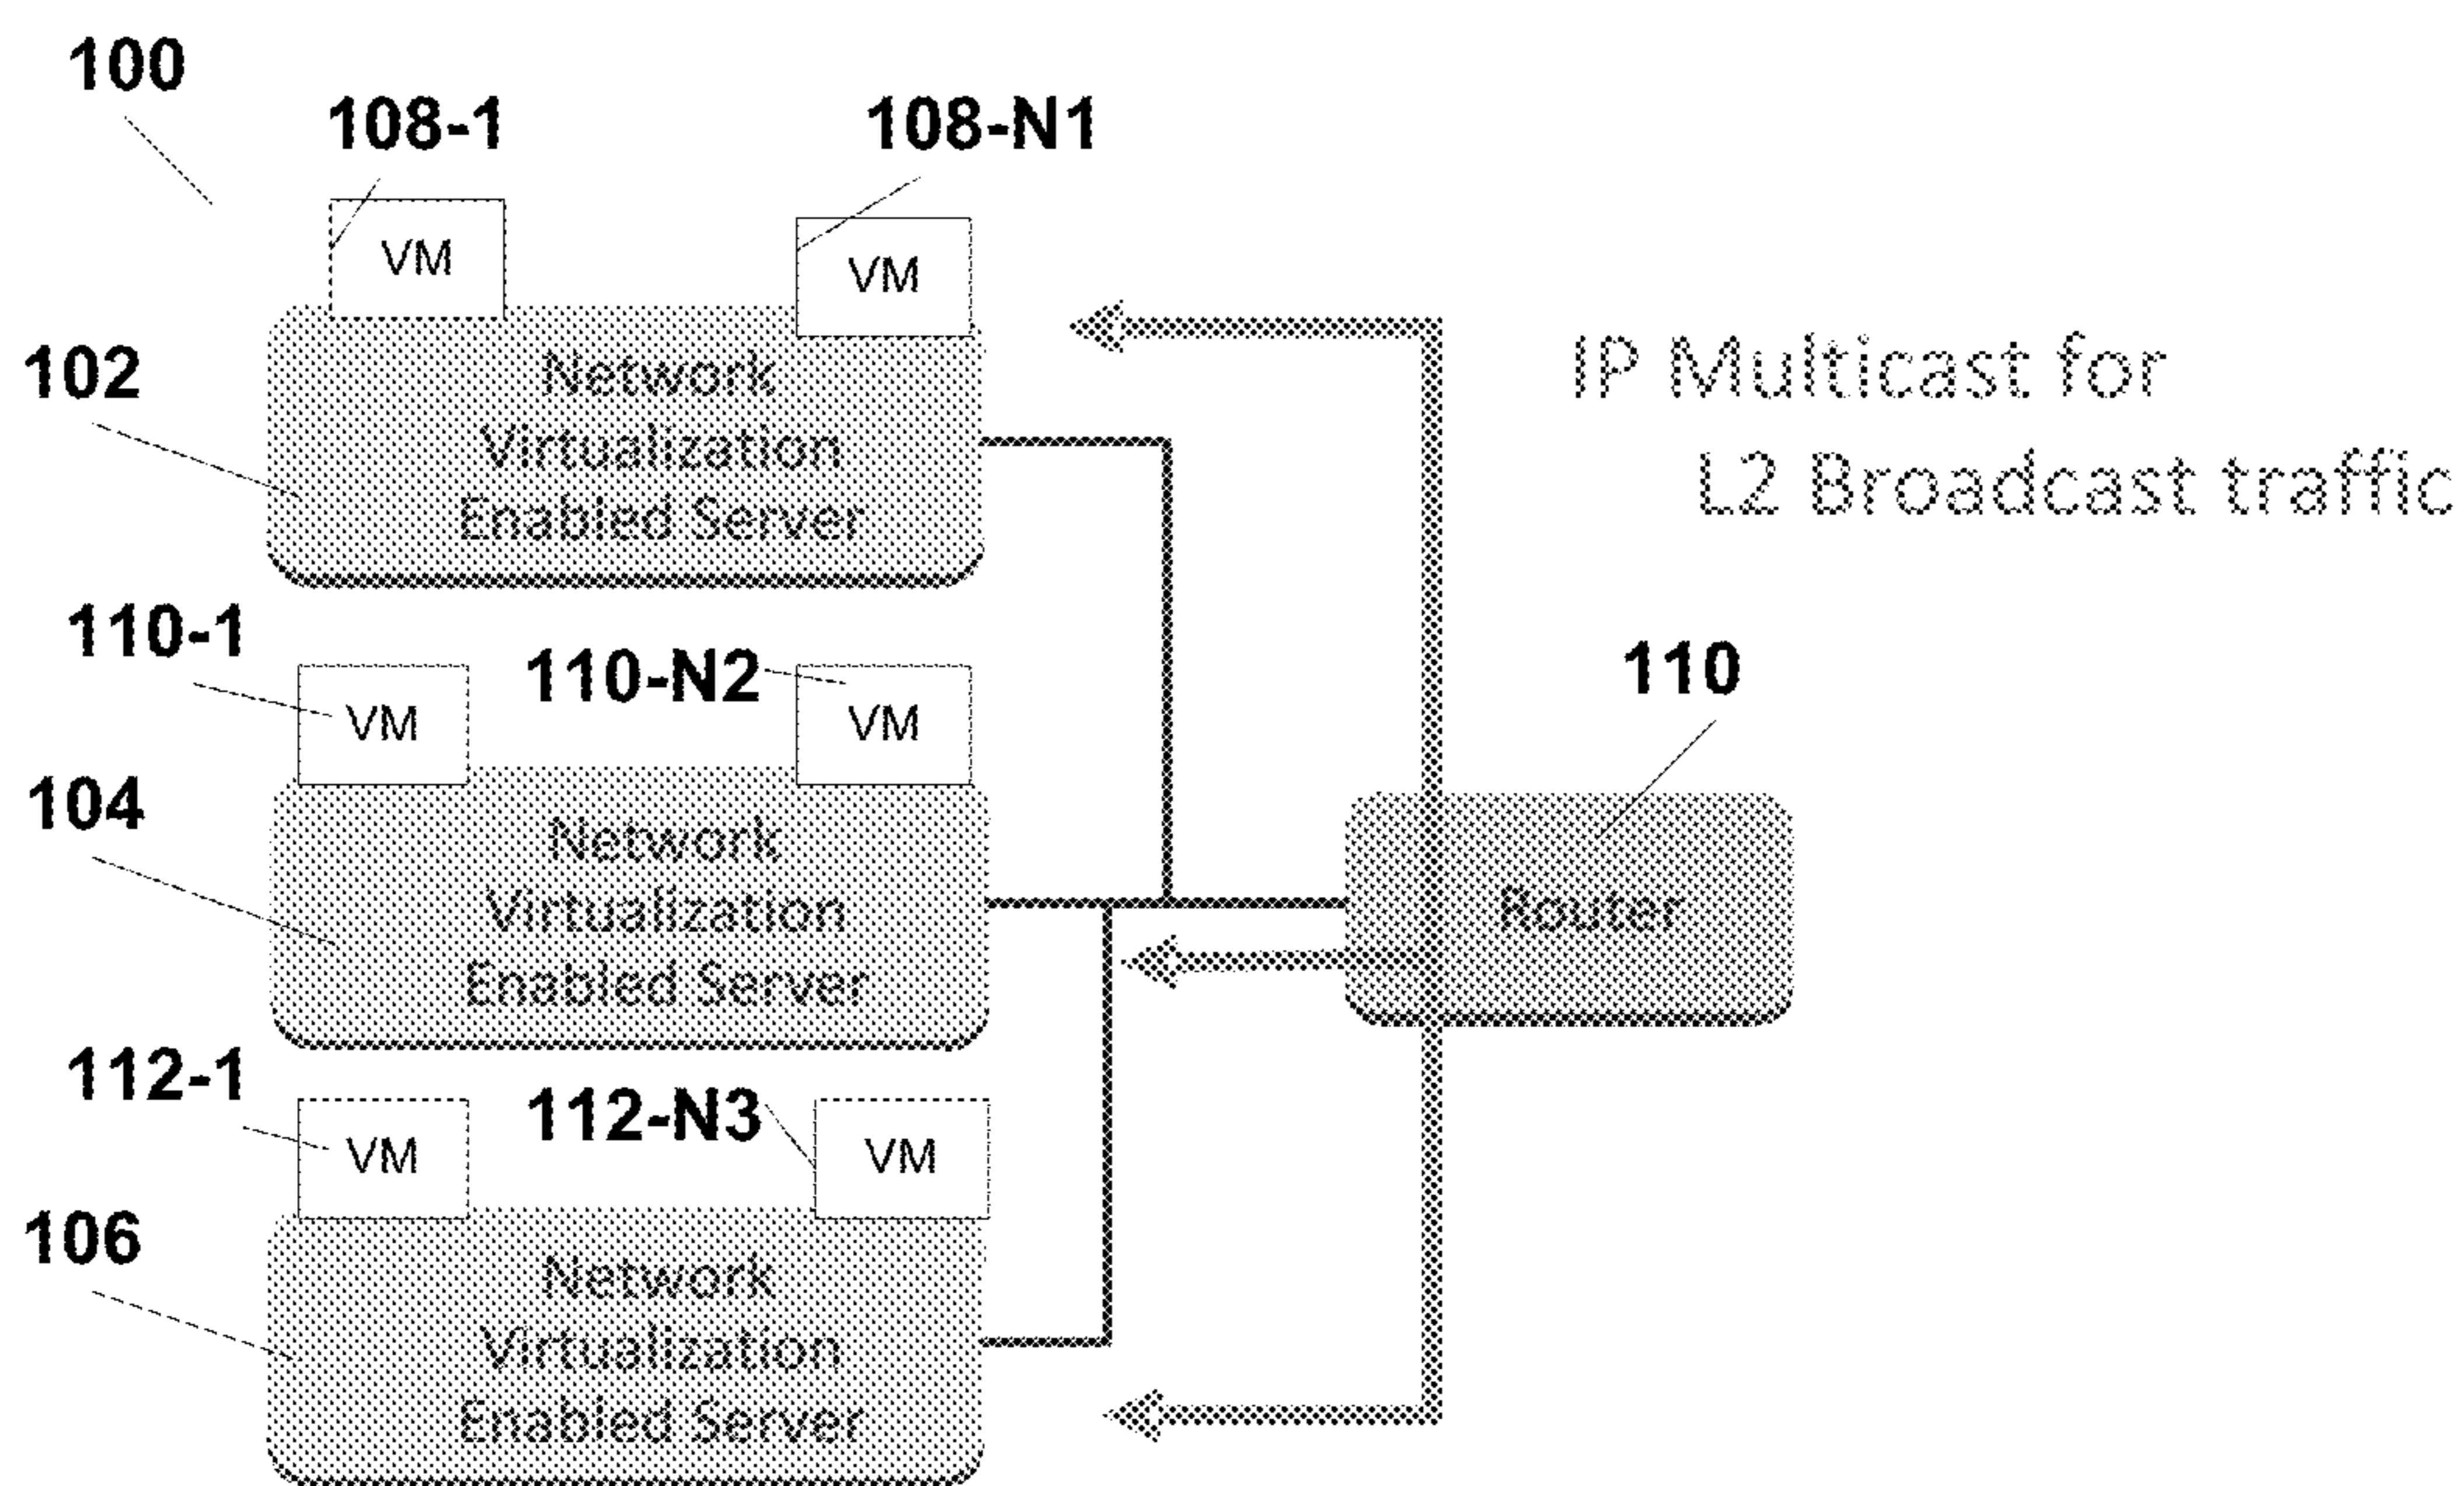 100
108-1
108-N1
VM
VM
102
Network
Virtualization
Enabled Server
IP Multicast for
L2 Broadcast traffic
110-1
110-N2
VM
VM
104
Network
Virtualization
Enabled Server
110
Router
112-1
112-N3
VM
VM
106
Network
Virtualization
Enabled Server